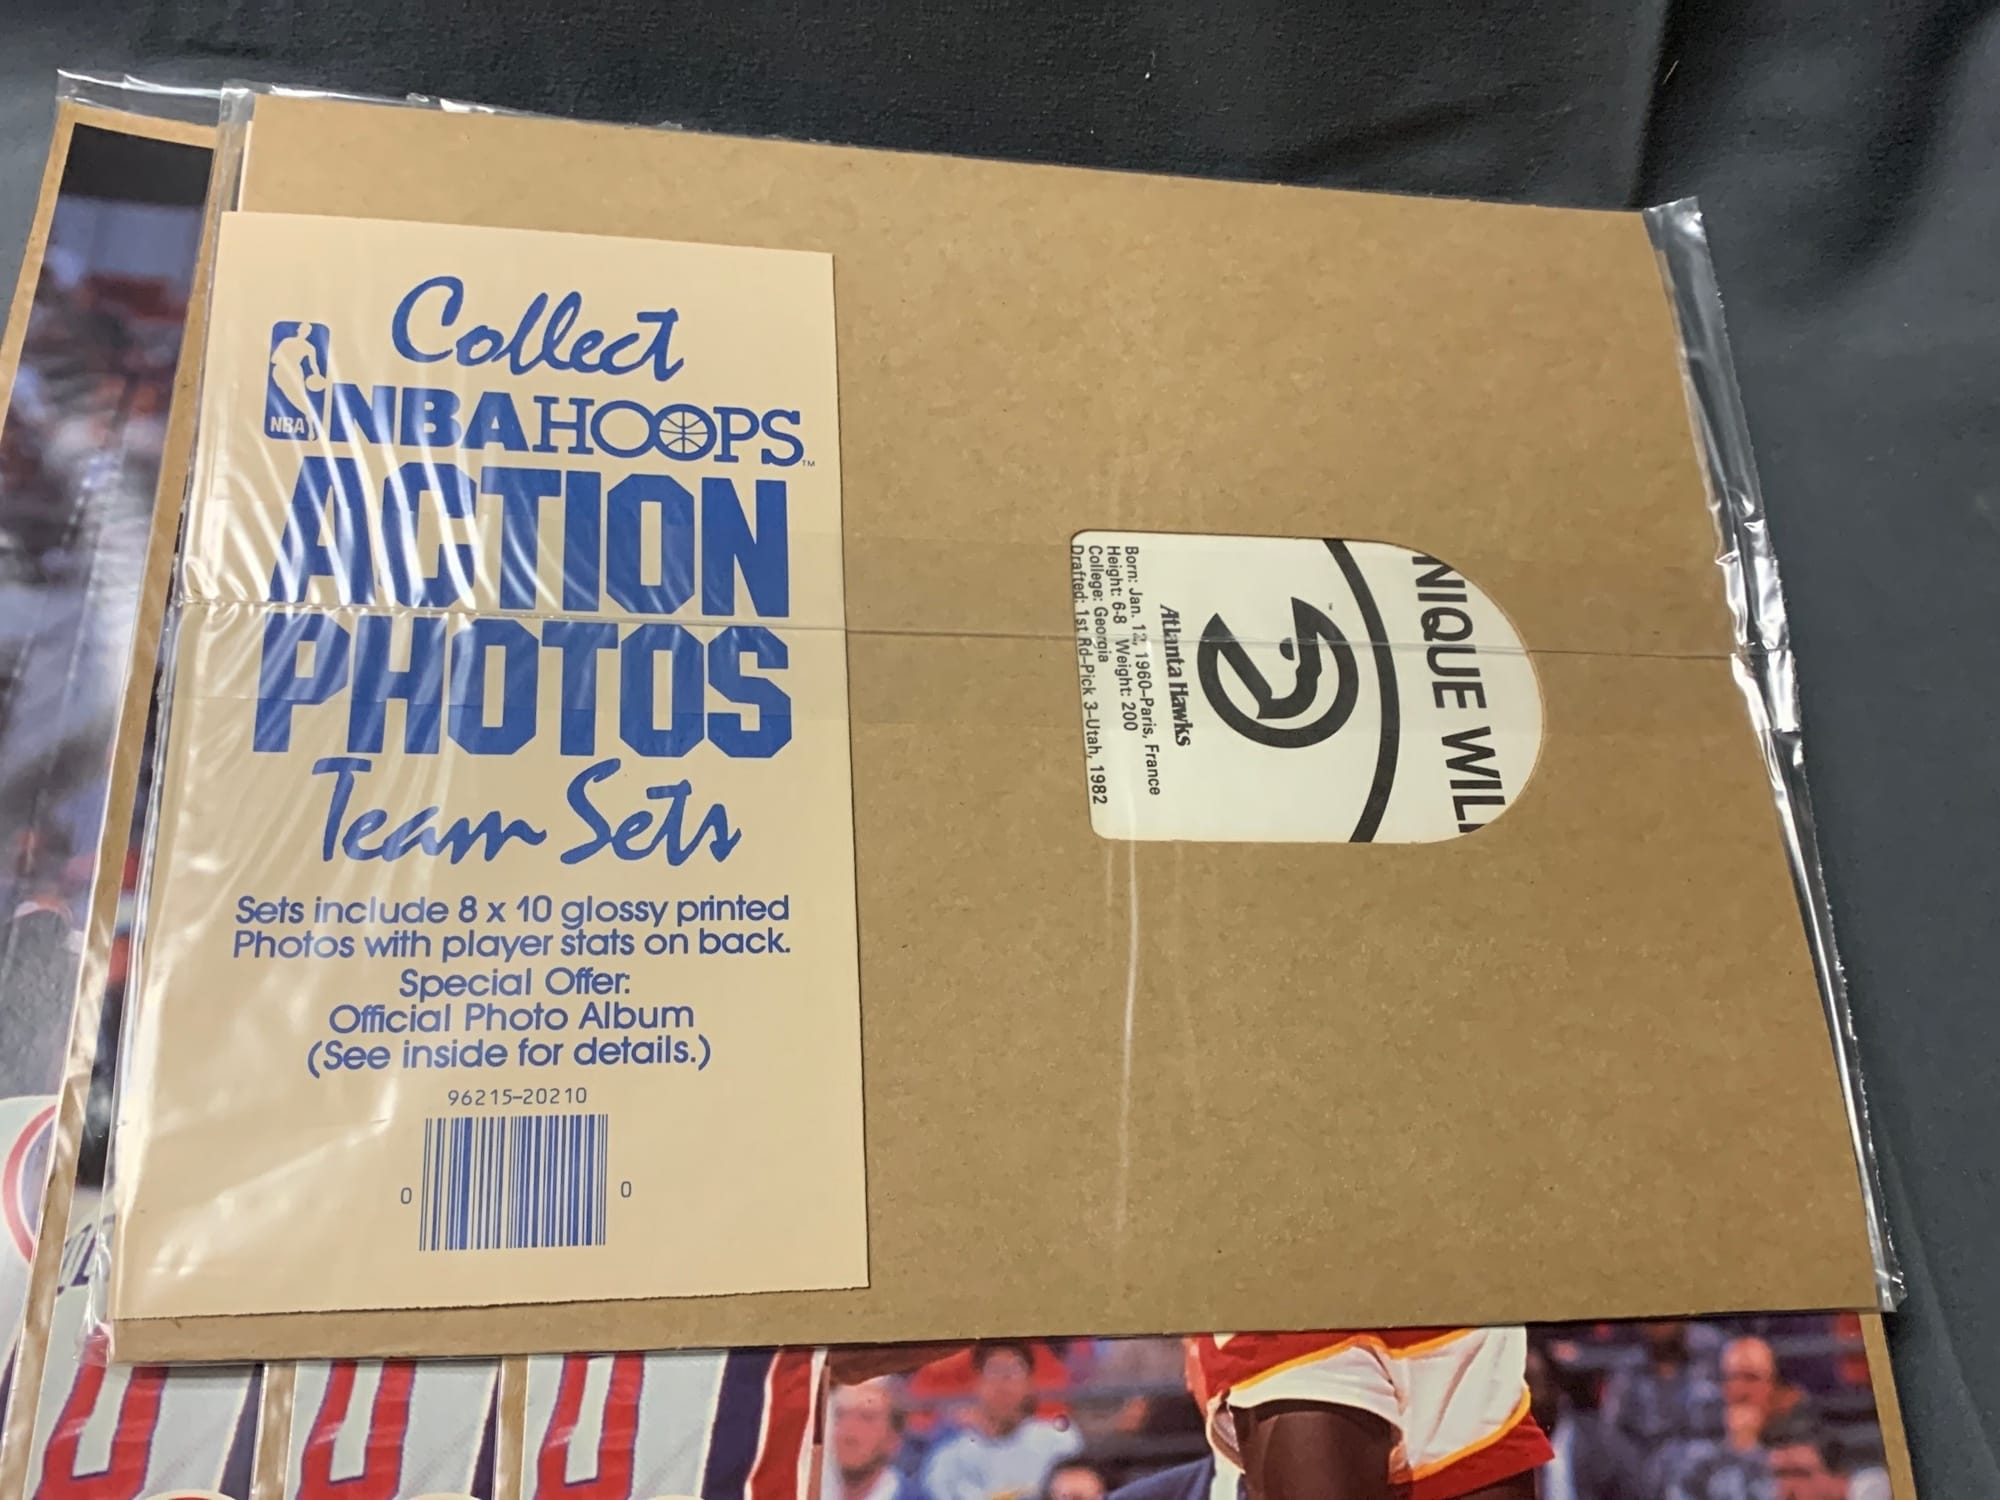 Collect
NBA
NBAHOOPS™
ACTION
PHOTOS
Team Sets
Sets include 8 x 10 glossy printed
Photos with player stats on back.
Special Offer:
Official Photo Album
(See inside for details.)
96215-20210
0 0
NIQUE WIL
Atlanta Hawks
Born: Jan. 12, 1960-Paris, France
Height: 6-8 Weight: 200
College: Georgia
Drafted: 1st Rd-Pick 3-Utah, 1982